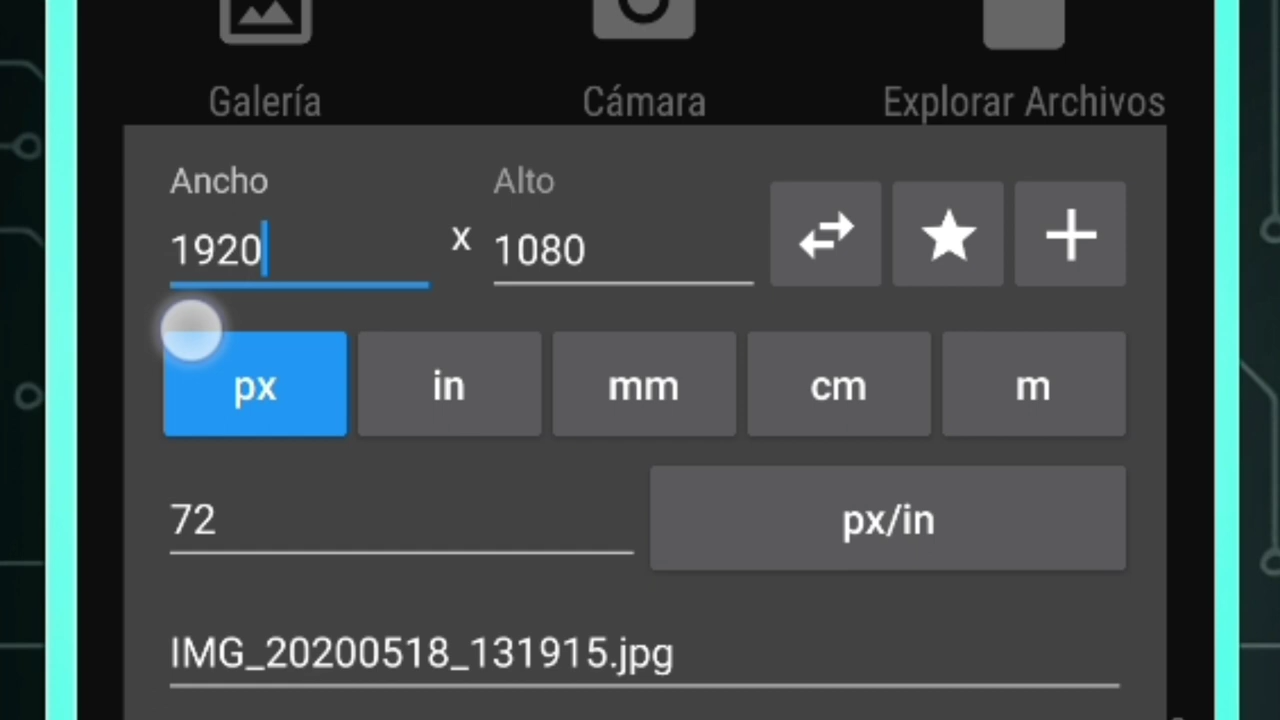 Galería Cámara Explorar Archivos
Ancho Alto
1920 x 1080
px in mm cm m
72 px/in
IMG_20200518_131915.jpg